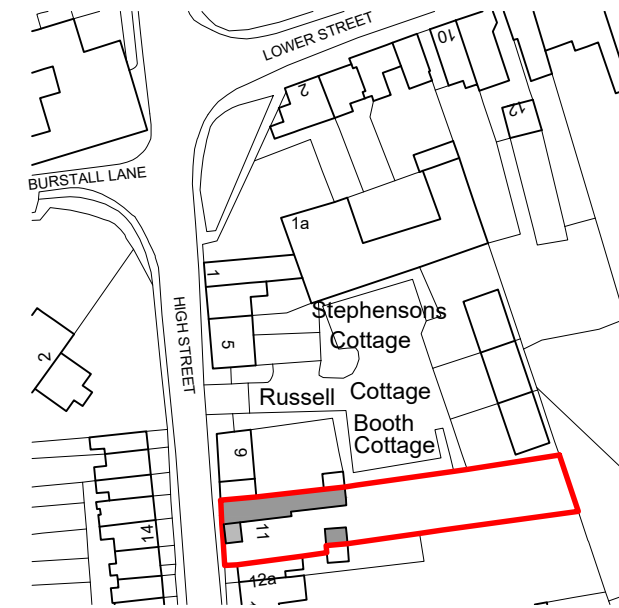 LOWER STREET
10
2
12
BURSTALL LANE
1a
1
HIGH STREET
Stephensons
Cottage
5
2
Russell Cottage
Booth
Cottage
9
14
11
12a